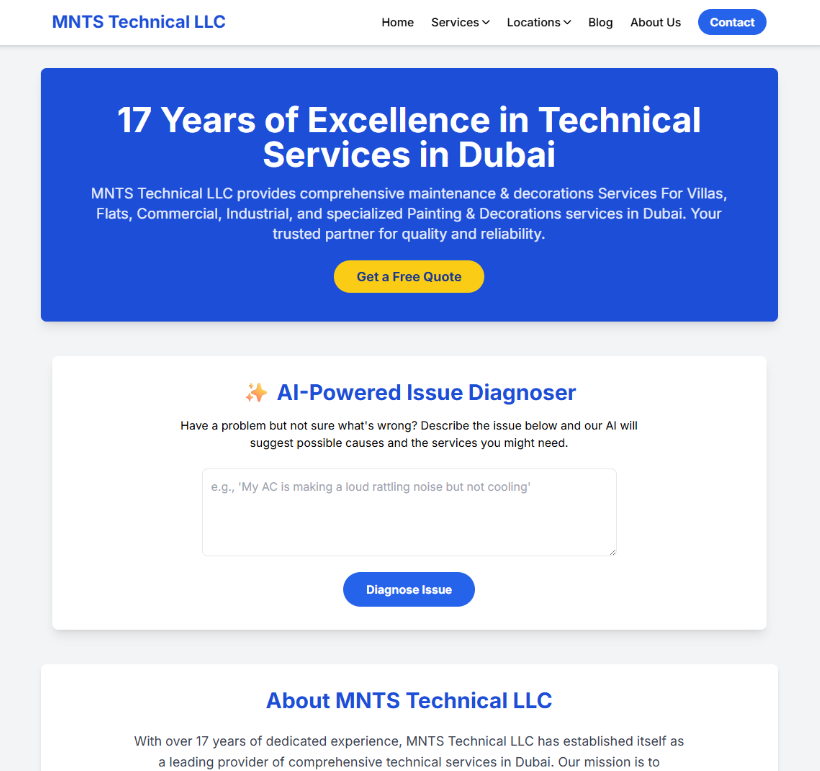 MNTS Technical LLC
Home Services Locations Blog About Us Contact
17 Years of Excellence in Technical
Services in Dubai
MNTS Technical LLC provides comprehensive maintenance & decorations Services For Villas,
Flats, Commercial, Industrial, and specialized Painting & Decorations services in Dubai. Your
trusted partner for quality and reliability.
Get a Free Quote
✨ AI-Powered Issue Diagnoser
Have a problem but not sure what's wrong? Describe the issue below and our AI will
suggest possible causes and the services you might need.
e.g., 'My AC is making a loud rattling noise but not cooling'
Diagnose Issue
About MNTS Technical LLC
With over 17 years of dedicated experience, MNTS Technical LLC has established itself as
a leading provider of comprehensive technical services in Dubai. Our mission is to